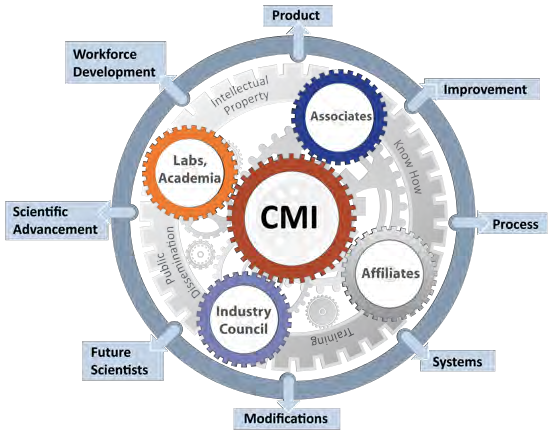 Product
Workforce
Development
Improvement
Intellectual
Property
Associates
Know How
Labs,
Academia
CMI
Scientific
Advancement
Process
Public
Dissemination
Affiliates
Industry
Council
Training
Future
Scientists
Systems
Modifications